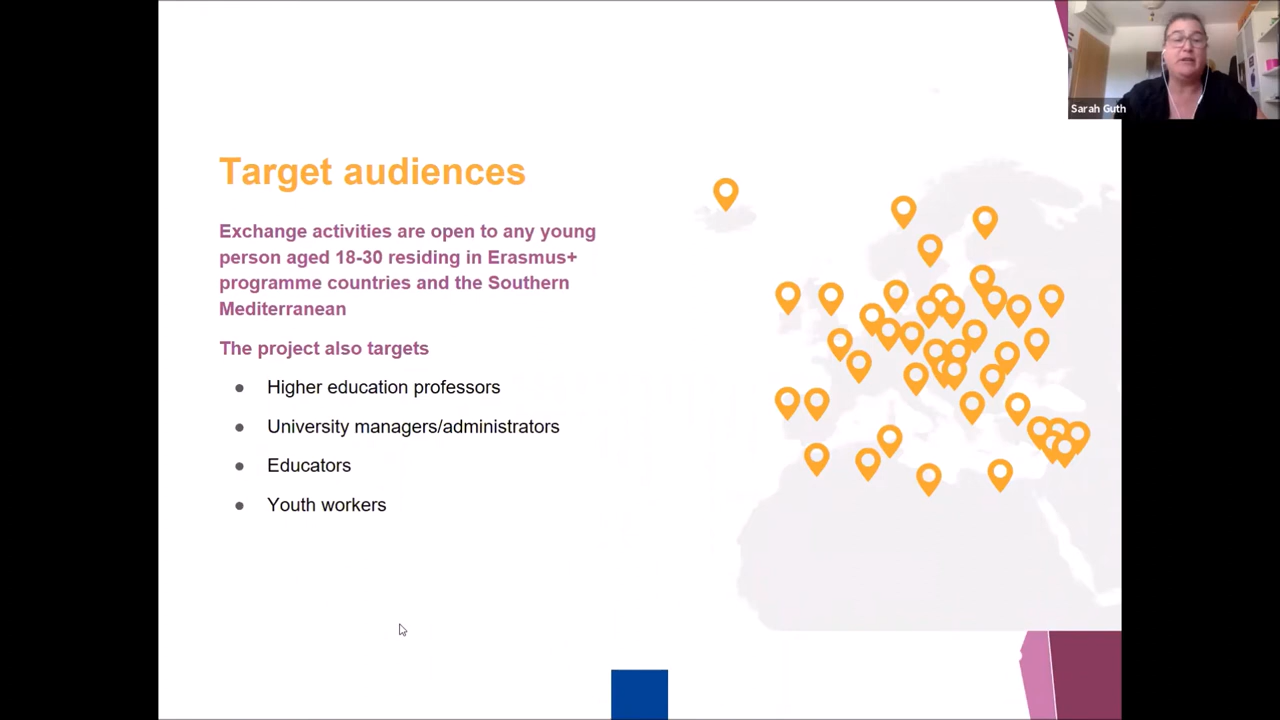 Sarah Guth
Target audiences
Exchange activities are open to any young
person aged 18-30 residing in Erasmus+
programme countries and the Southern
Mediterranean
The project also targets
Higher education professors
University managers/administrators
Educators
Youth workers